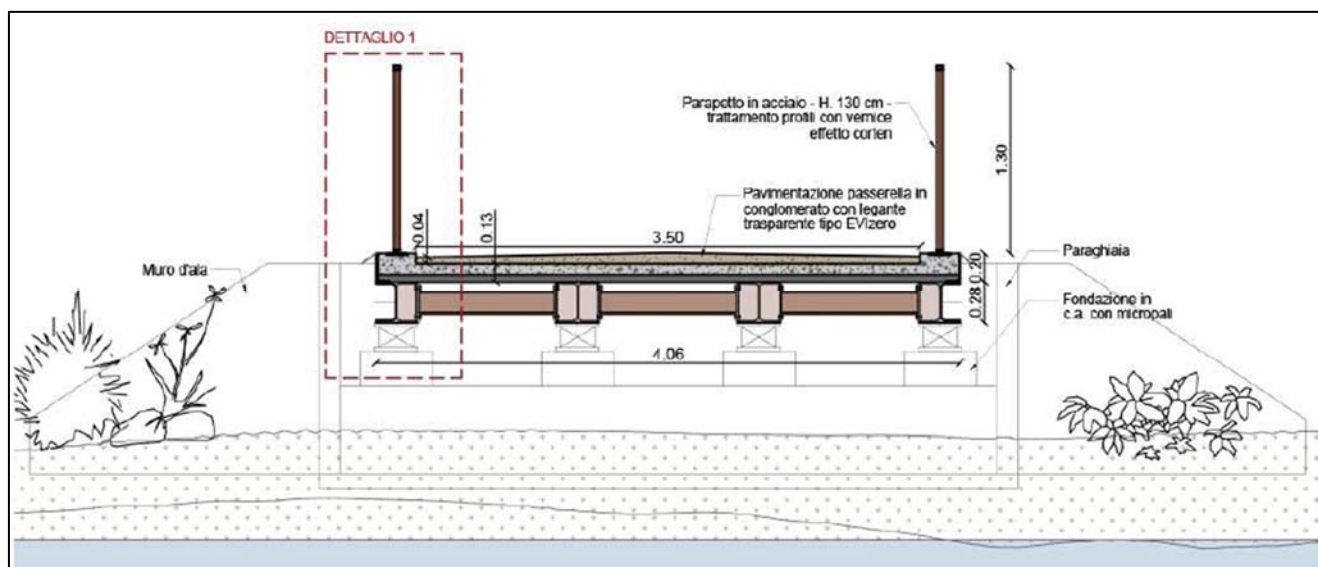 DETTAGLIO 1
Parapetto in acciaio - H. 130 cm -
trattamento profili con vernice
effetto corten
1.30
Pavimentazione passerella in
conglomerato con legante
trasparente tipo EVIzero
0.04
0.13
3.50
Muro d'ala
Paraghiaia
0.20
0.28
Fondazione in
c.a. con micropali
4.06